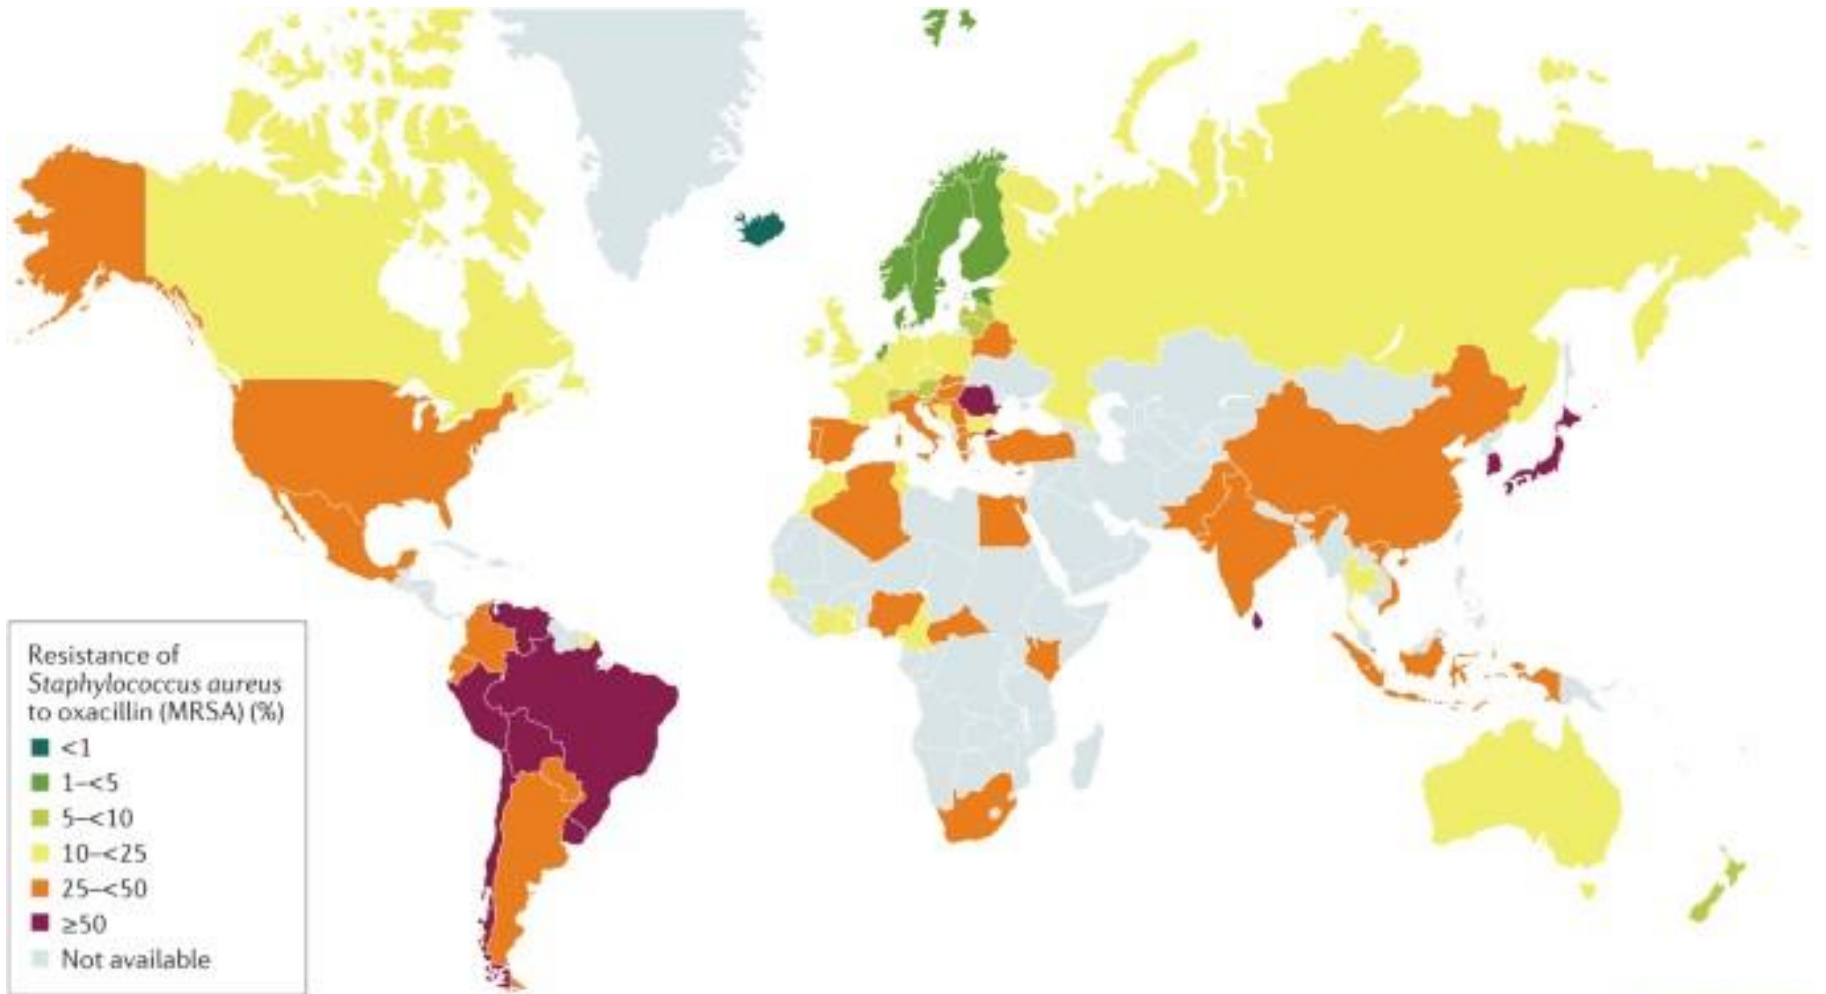 Resistance of
Staphylococcus aureus
to oxacillin (MRSA) (%)
<1
1–<5
5–<10
10–<25
25–<50
≥50
Not available